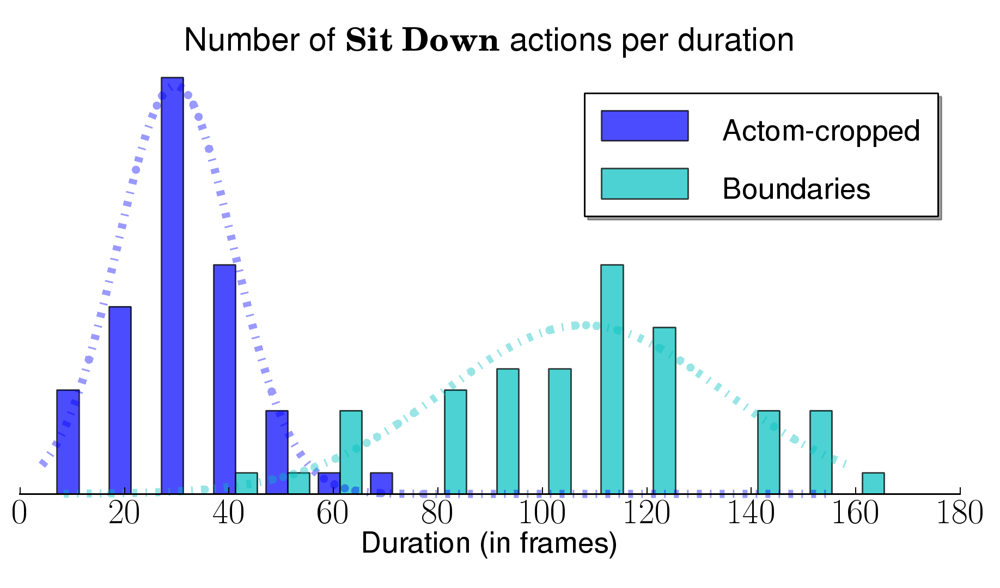 Number of Sit Down actions per duration
Actom-cropped
Boundaries
0 20 40 60 80 100 120 140 160 180
Duration (in frames)